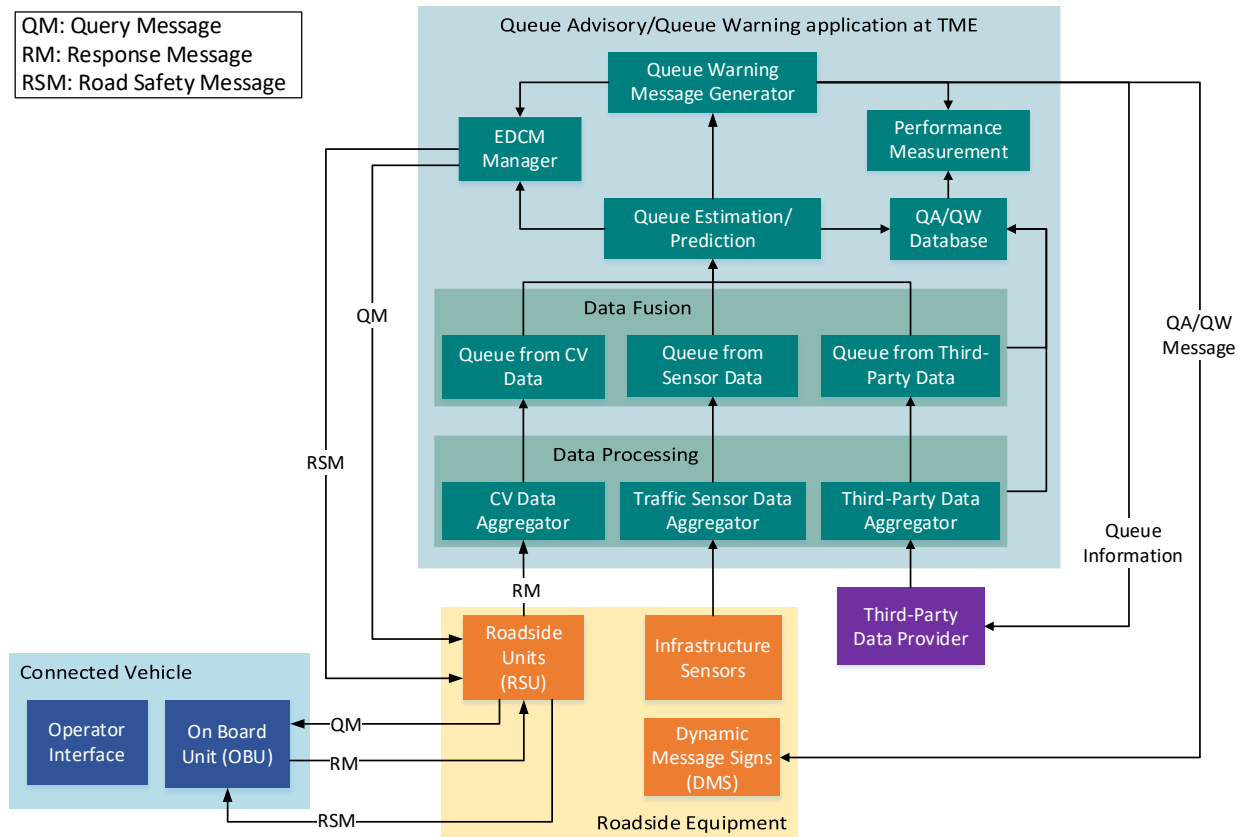 QM: Query Message
RM: Response Message
RSM: Road Safety Message
Queue Advisory/Queue Warning application at TME
Queue Warning
Message Generator
EDCM
Manager
Performance
Measurement
Queue Estimation/
Prediction
QA/QW
Database
QM
Data Fusion
QA/QW
Message
Queue from CV
Data
Queue from
Sensor Data
Queue from Third-
Party Data
RSM
Data Processing
CV Data
Aggregator
Traffic Sensor Data
Aggregator
Third-Party Data
Aggregator
Queue
Information
RM
Roadside
Units
(RSU)
Infrastructure
Sensors
Third-Party
Data Provider
Connected Vehicle
Operator
Interface
On Board
Unit (OBU)
QM
RM
RSM
Dynamic
Message Signs
(DMS)
Roadside Equipment